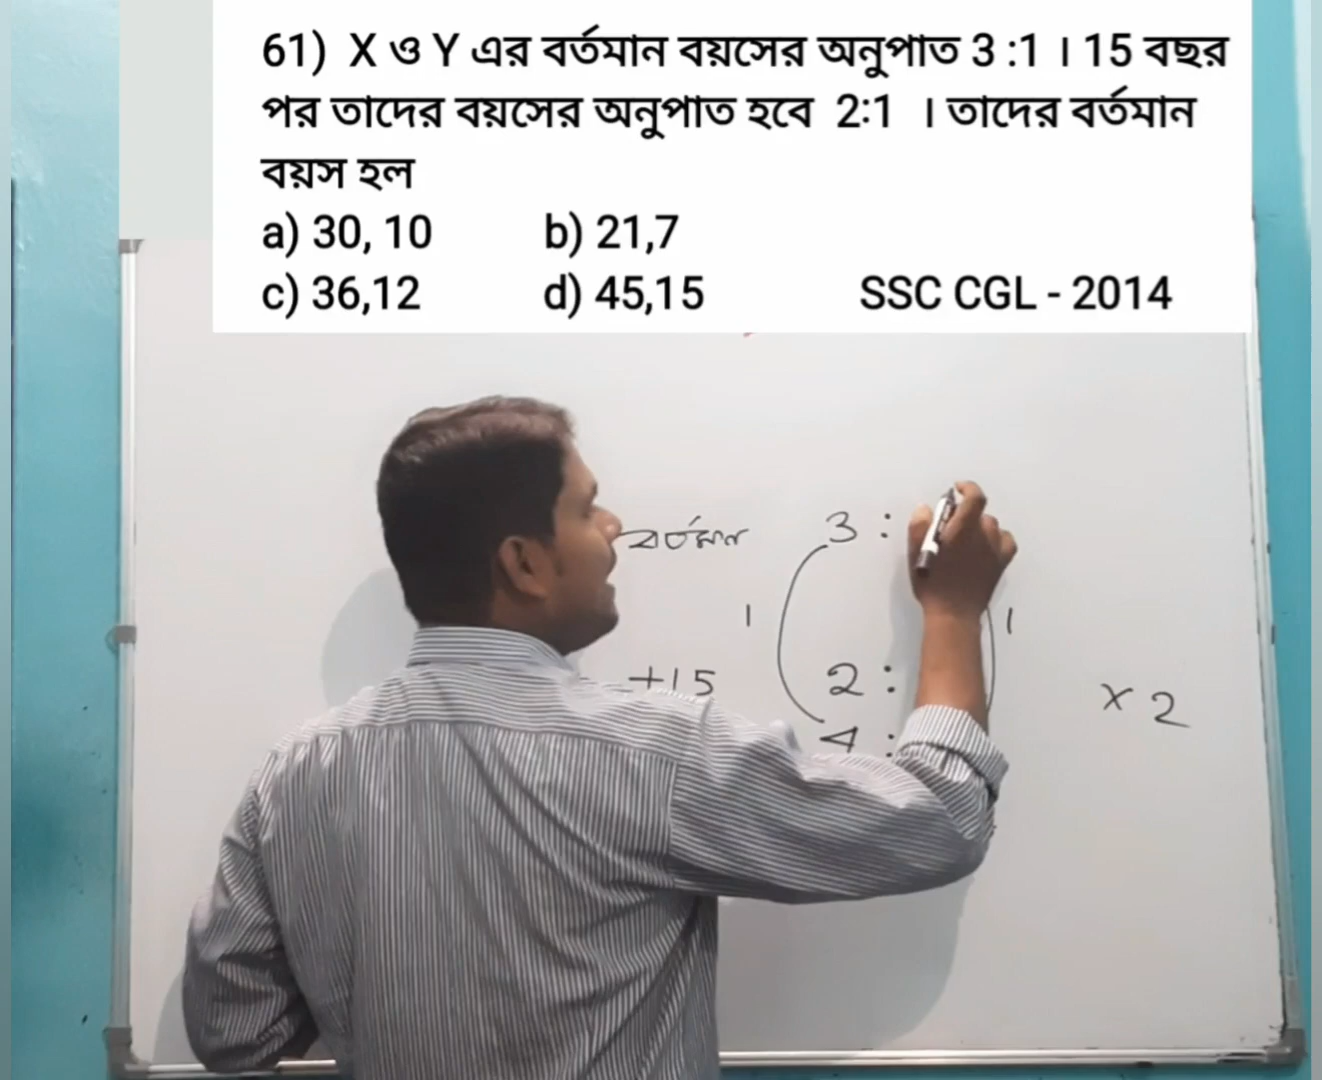 61) X ও Y এর বর্তমান বয়সের অনুপাত 3 :1 । 15 বছর
পর তাদের বয়সের অনুপাত হবে 2:1 । তাদের বর্তমান
বয়স হল
a) 30, 10 b) 21,7
c) 36,12 d) 45,15 SSC CGL - 2014
বর্তমান 3 :
1 1
+15 2 : × 2
4 :